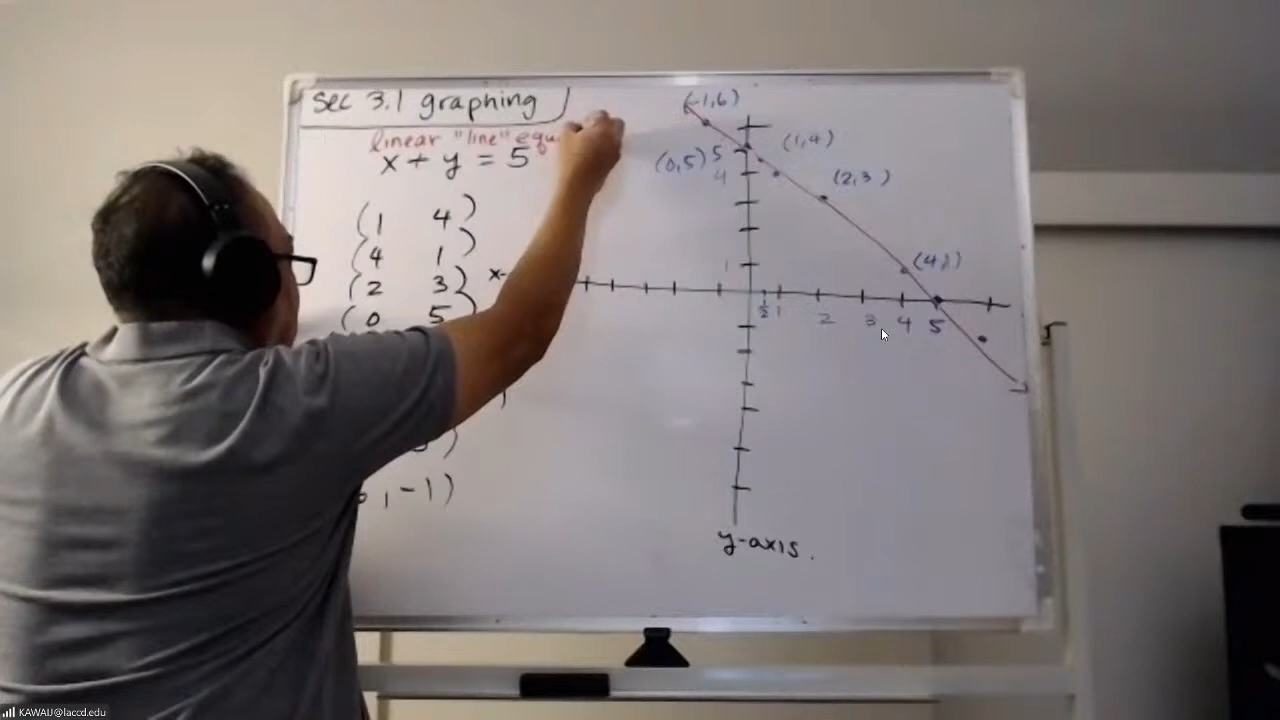 sec 3.1 graphing
linear "line" equ
x + y = 5
(1 4)
(4 1)
(2 3)
(0 5
, -1)
x-
(-1,6)
(1,4)
(0,5) 5
4
(2,3)
1
(4,1)
1/2 1 2 3 4 5
y-axis.
KAWAIJ@laccd.edu